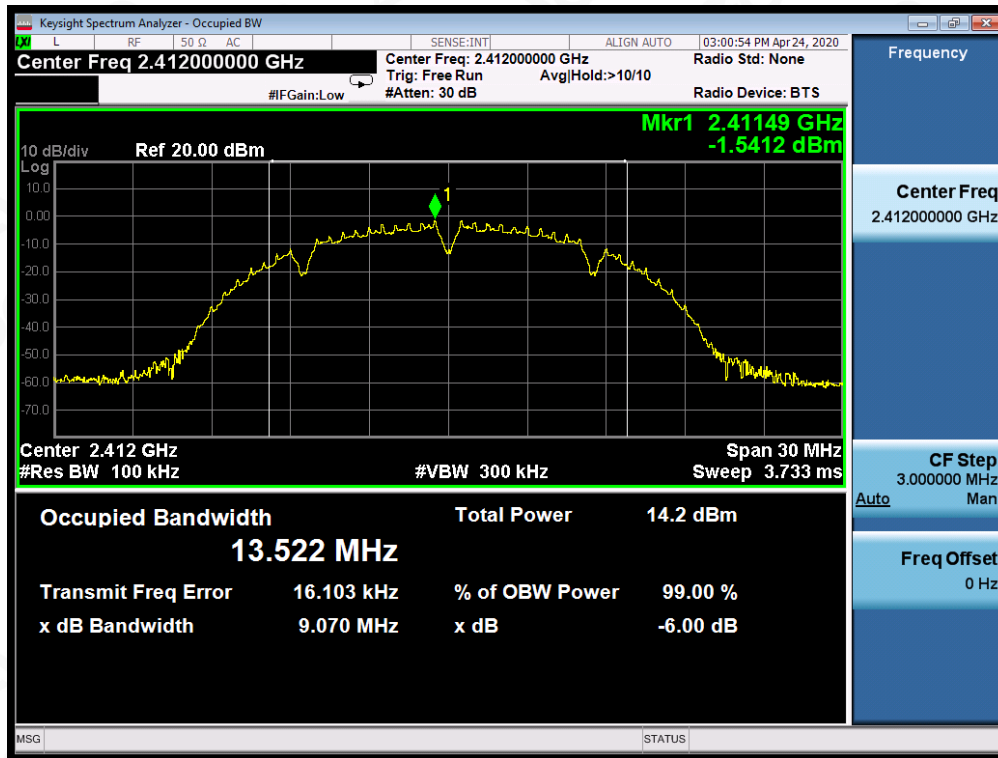 Keysight Spectrum Analyzer - Occupied BW
LXI L RF 50 Ω AC SENSE:INT ALIGN AUTO 03:00:54 PM Apr 24, 2020
Center Freq 2.412000000 GHz
Center Freq: 2.412000000 GHz Radio Std: None
Trig: Free Run Avg|Hold:>10/10
#IFGain:Low #Atten: 30 dB Radio Device: BTS
Mkr1 2.41149 GHz
-1.5412 dBm
10 dB/div Ref 20.00 dBm
Log
10.0
1
0.00
-10.0
-20.0
-30.0
-40.0
-50.0
-60.0
-70.0
Center 2.412 GHz Span 30 MHz
#Res BW 100 kHz #VBW 300 kHz Sweep 3.733 ms
Occupied Bandwidth Total Power 14.2 dBm
13.522 MHz
Transmit Freq Error 16.103 kHz % of OBW Power 99.00 %
x dB Bandwidth 9.070 MHz x dB -6.00 dB
MSG STATUS
Frequency
Center Freq
2.412000000 GHz
CF Step
3.000000 MHz
Auto Man
Freq Offset
0 Hz